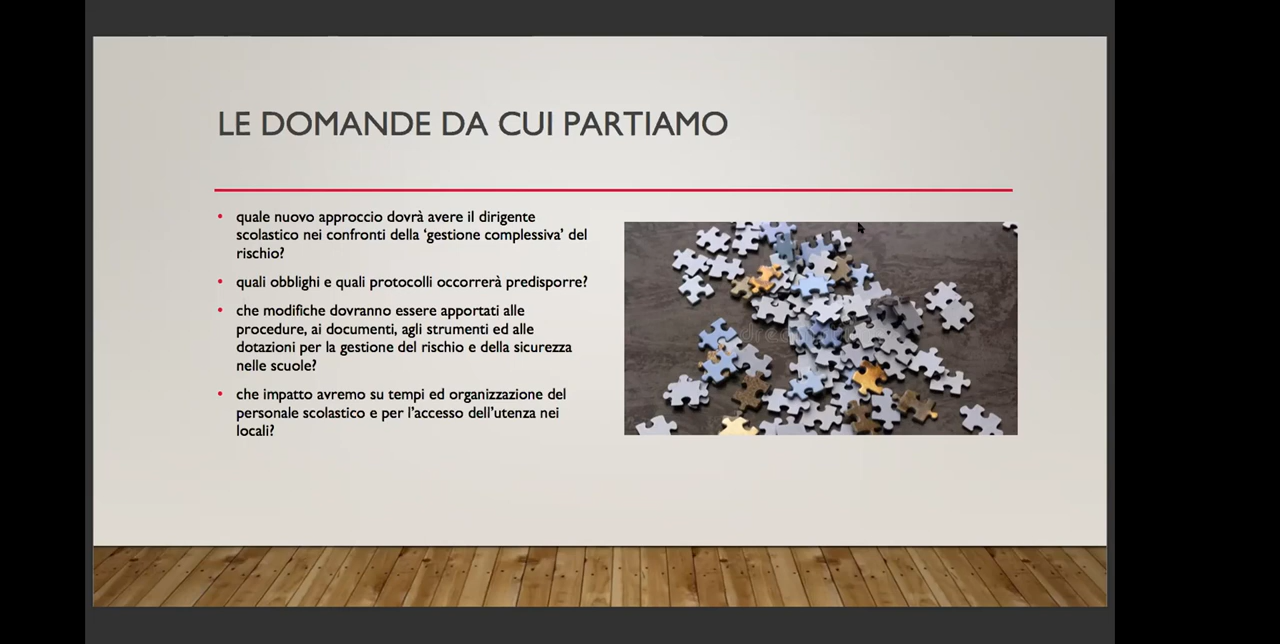 LE DOMANDE DA CUI PARTIAMO
• quale nuovo approccio dovrà avere il dirigente
scolastico nei confronti della ‘gestione complessiva’ del
rischio?
• quali obblighi e quali protocolli occorrerà predisporre?
• che modifiche dovranno essere apportati alle
procedure, ai documenti, agli strumenti ed alle
dotazioni per la gestione del rischio e della sicurezza
nelle scuole?
• che impatto avremo su tempi ed organizzazione del
personale scolastico e per l’accesso dell’utenza nei
locali?